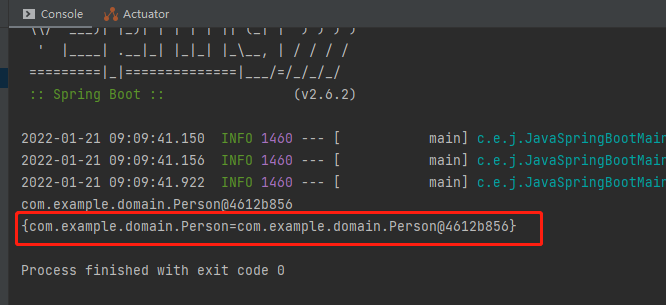 Console Actuator
\\/ ___)| |_)| | | | | || (_| | ) ) ) )
' |____| .__|_| |_|_| |_\__, | / / / /
=========|_|==============|___/=/_/_/_/
:: Spring Boot :: (v2.6.2)
2022-01-21 09:09:41.150 INFO 1460 --- [ main] c.e.j.JavaSpringBootMain
2022-01-21 09:09:41.156 INFO 1460 --- [ main] c.e.j.JavaSpringBootMain
2022-01-21 09:09:41.922 INFO 1460 --- [ main] c.e.j.JavaSpringBootMain
com.example.domain.Person@4612b856
{com.example.domain.Person=com.example.domain.Person@4612b856}
Process finished with exit code 0